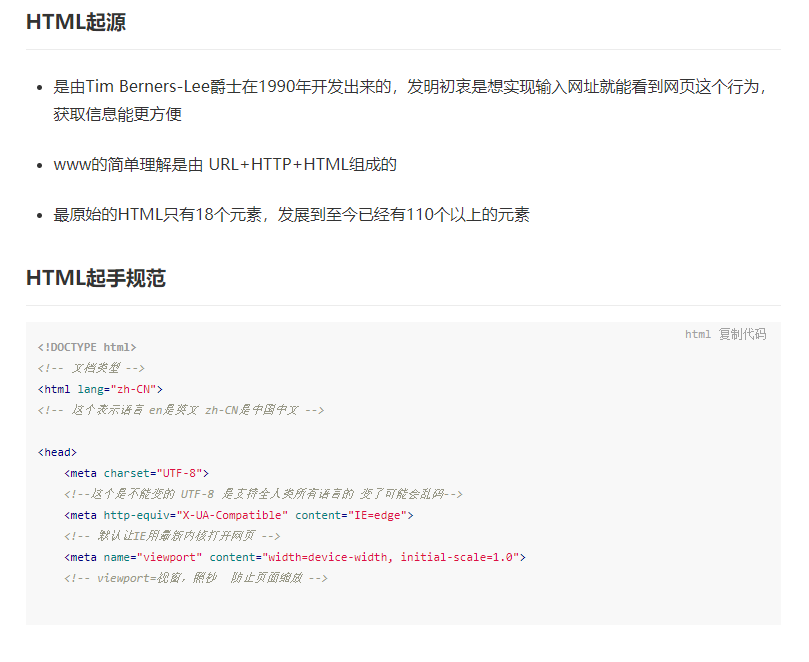 HTML起源
是由Tim Berners-Lee爵士在1990年开发出来的，发明初衷是想实现输入网址就能看到网页这个行为，
获取信息能更方便
www的简单理解是由 URL+HTTP+HTML组成的
最原始的HTML只有18个元素，发展到至今已经有110个以上的元素
HTML起手规范
html 复制代码
<!DOCTYPE html>
<!-- 文档类型 -->
<html lang="zh-CN">
<!-- 这个表示语言 en是英文 zh-CN是中国中文 -->
<head>
<meta charset="UTF-8">
<!--这个是不能变的 UTF-8 是支持全人类所有语言的 变了可能会乱码-->
<meta http-equiv="X-UA-Compatible" content="IE=edge">
<!-- 默认让IE用最新内核打开网页 -->
<meta name="viewport" content="width=device-width, initial-scale=1.0">
<!-- viewport=视窗，照抄  防止页面缩放 -->